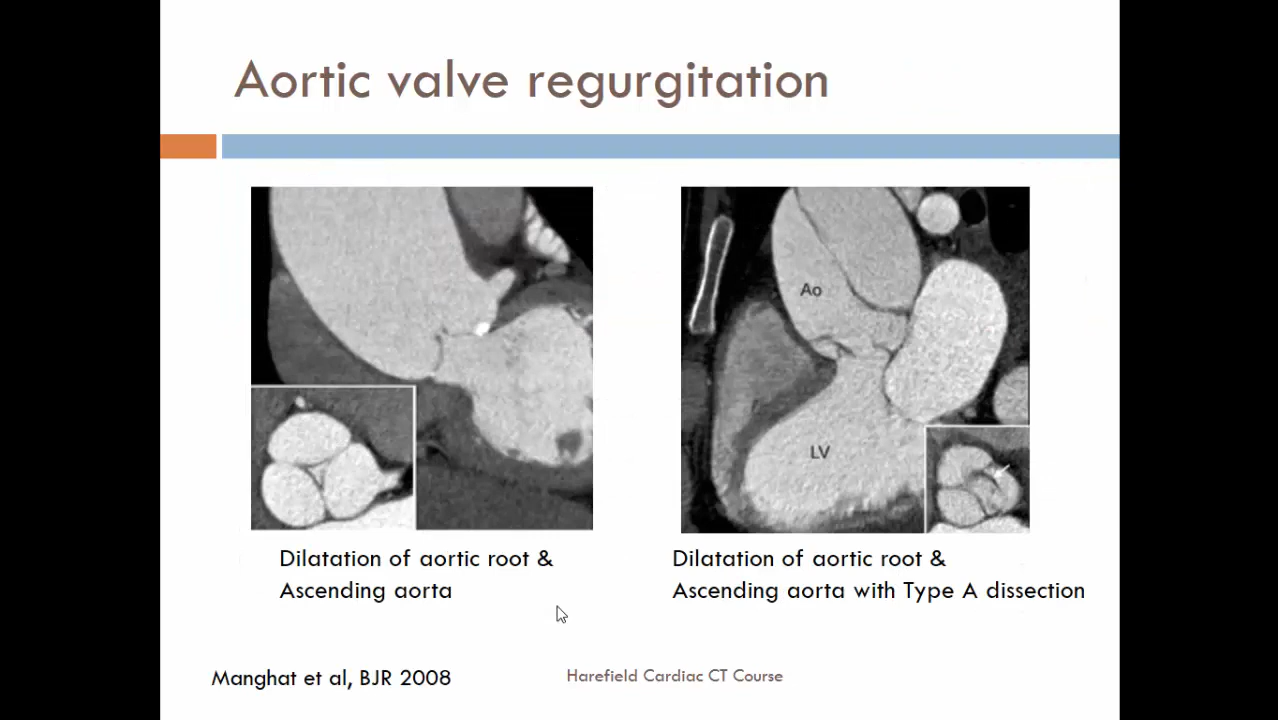 Aortic valve regurgitation
Ao
LV
Dilatation of aortic root &
Ascending aorta
Dilatation of aortic root &
Ascending aorta with Type A dissection
Manghat et al, BJR 2008
Harefield Cardiac CT Course